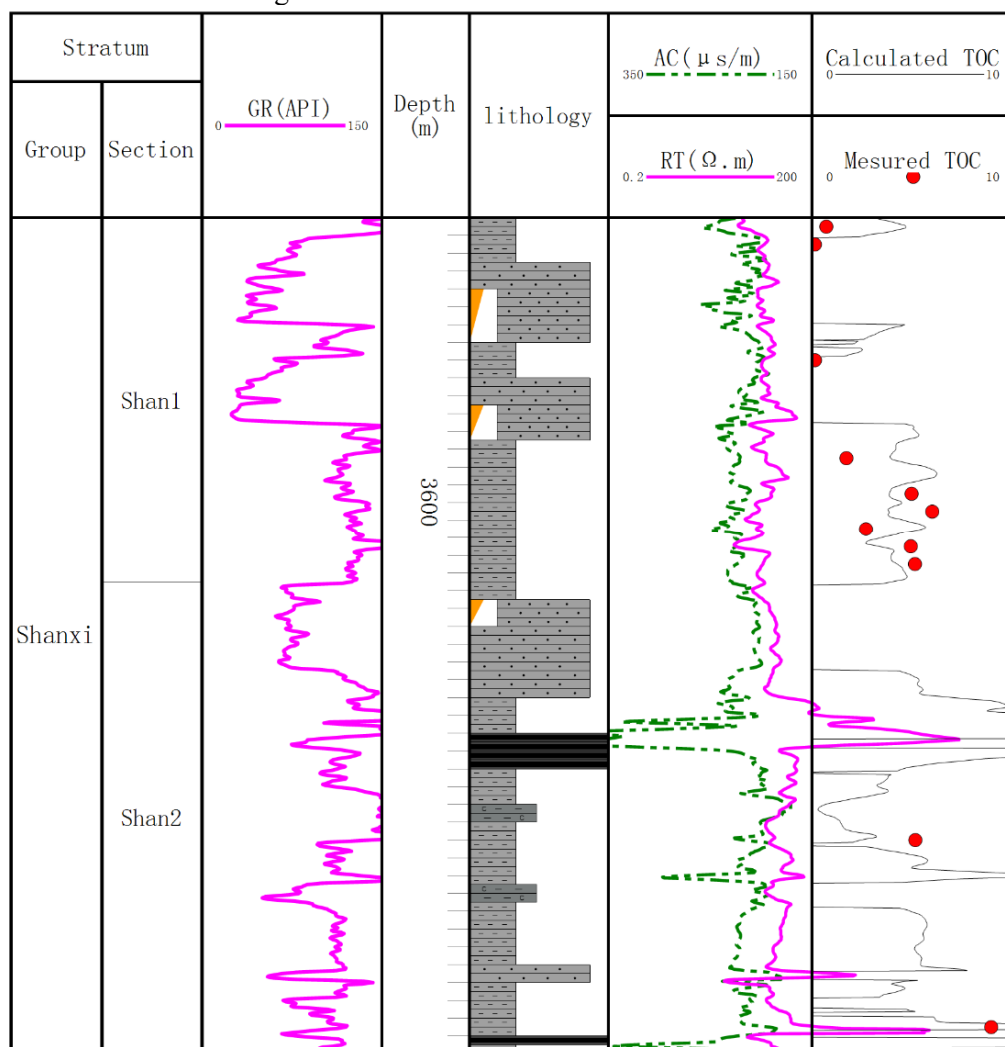 Stratum
Group
Section
GR(API)
0 150
Depth
(m)
lithology
AC(μs/m)
350 150
RT(Ω.m)
0.2 200
Calculated TOC
0 10
Mesured TOC
0 10
Shanxi
Shan1
Shan2
3600